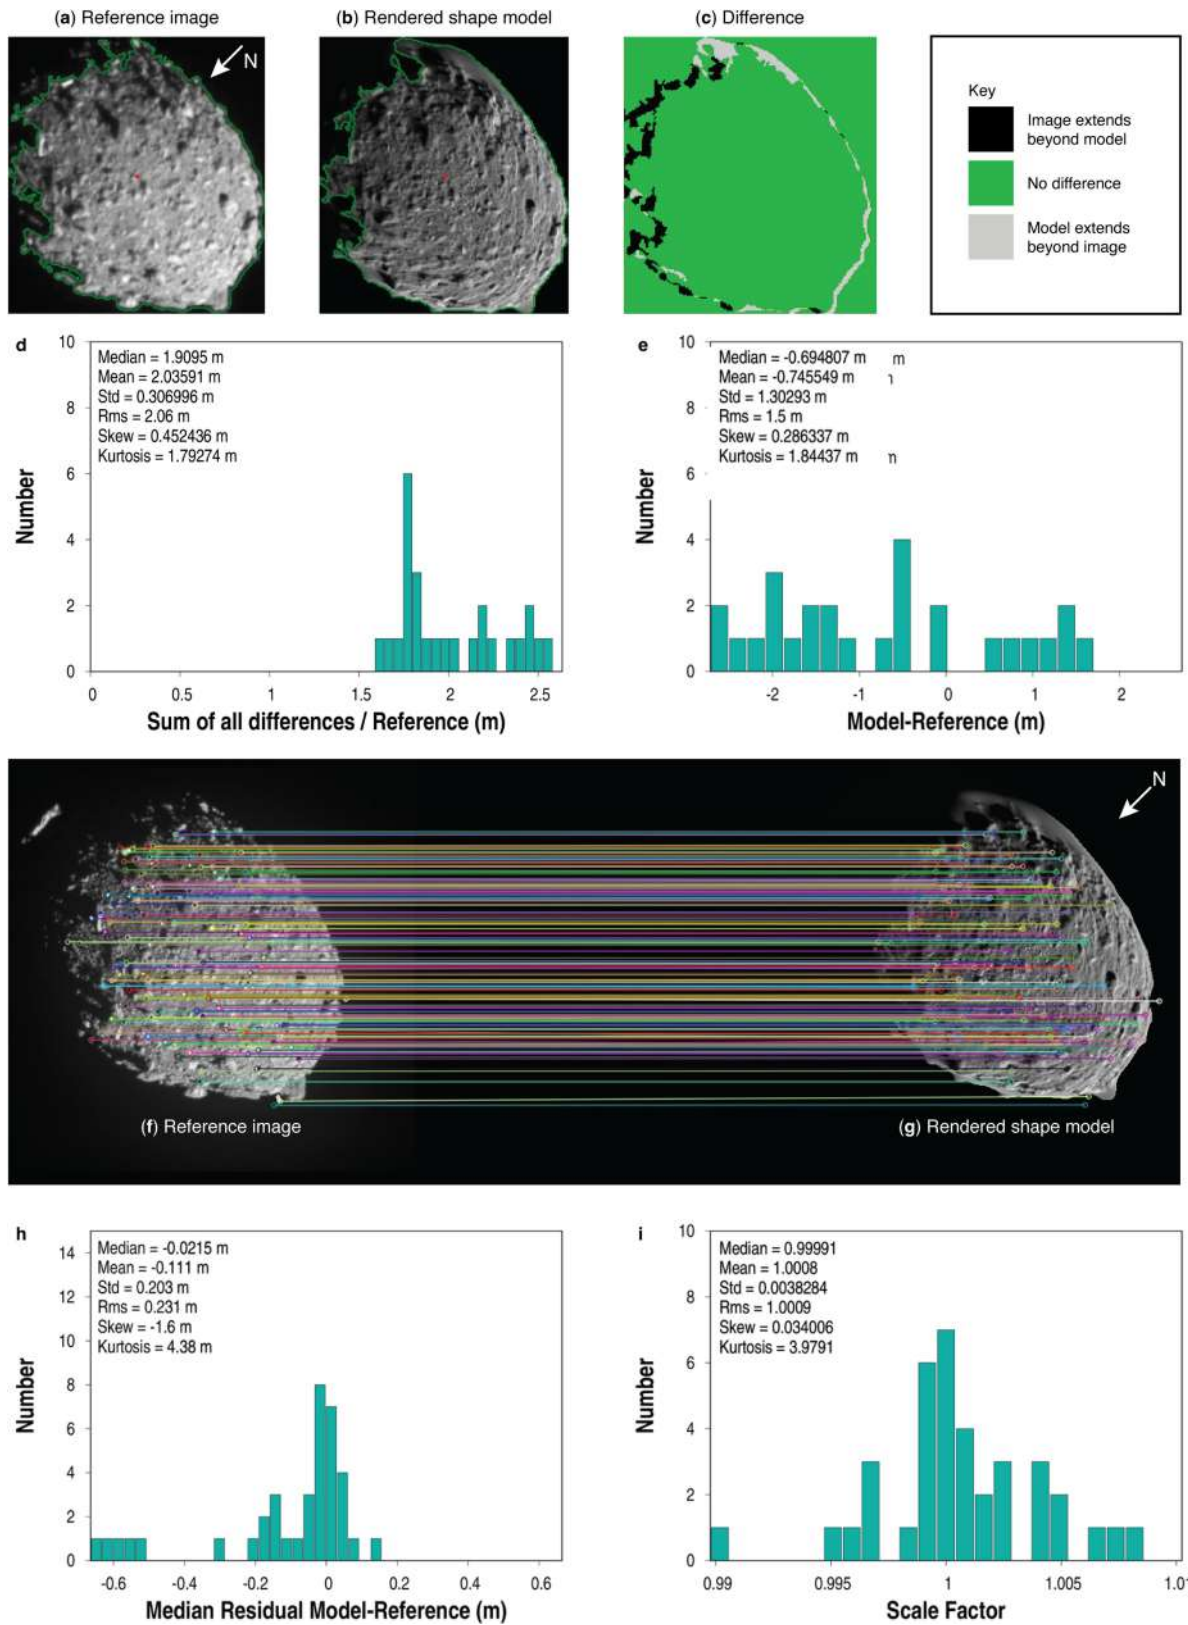 (a) Reference image
(b) Rendered shape model
(c) Difference
N
Key
Image extends
beyond model
No difference
Model extends
beyond image
d
10
8
6
4
2
0
Number
Median = 1.9095 m
Mean = 2.03591 m
Std = 0.306996 m
Rms = 2.06 m
Skew = 0.452436 m
Kurtosis = 1.79274 m
0 0.5 1 1.5 2 2.5
Sum of all differences / Reference (m)
e
10
8
6
4
2
0
Number
Median = -0.694807 m m
Mean = -0.745549 m
Std = 1.30293 m
Rms = 1.5 m
Skew = 0.286337 m
Kurtosis = 1.84437 m
-2 -1 0 1 2
Model-Reference (m)
N
(f) Reference image
(g) Rendered shape model
h
14
12
10
8
6
4
2
0
Number
Median = -0.0215 m
Mean = -0.111 m
Std = 0.203 m
Rms = 0.231 m
Skew = -1.6 m
Kurtosis = 4.38 m
-0.6 -0.4 -0.2 0 0.2 0.4 0.6
Median Residual Model-Reference (m)
i
10
8
6
4
2
0
Number
Median = 0.99991
Mean = 1.0008
Std = 0.0038284
Rms = 1.0009
Skew = 0.034006
Kurtosis = 3.9791
0.99 0.995 1 1.005 1.01
Scale Factor